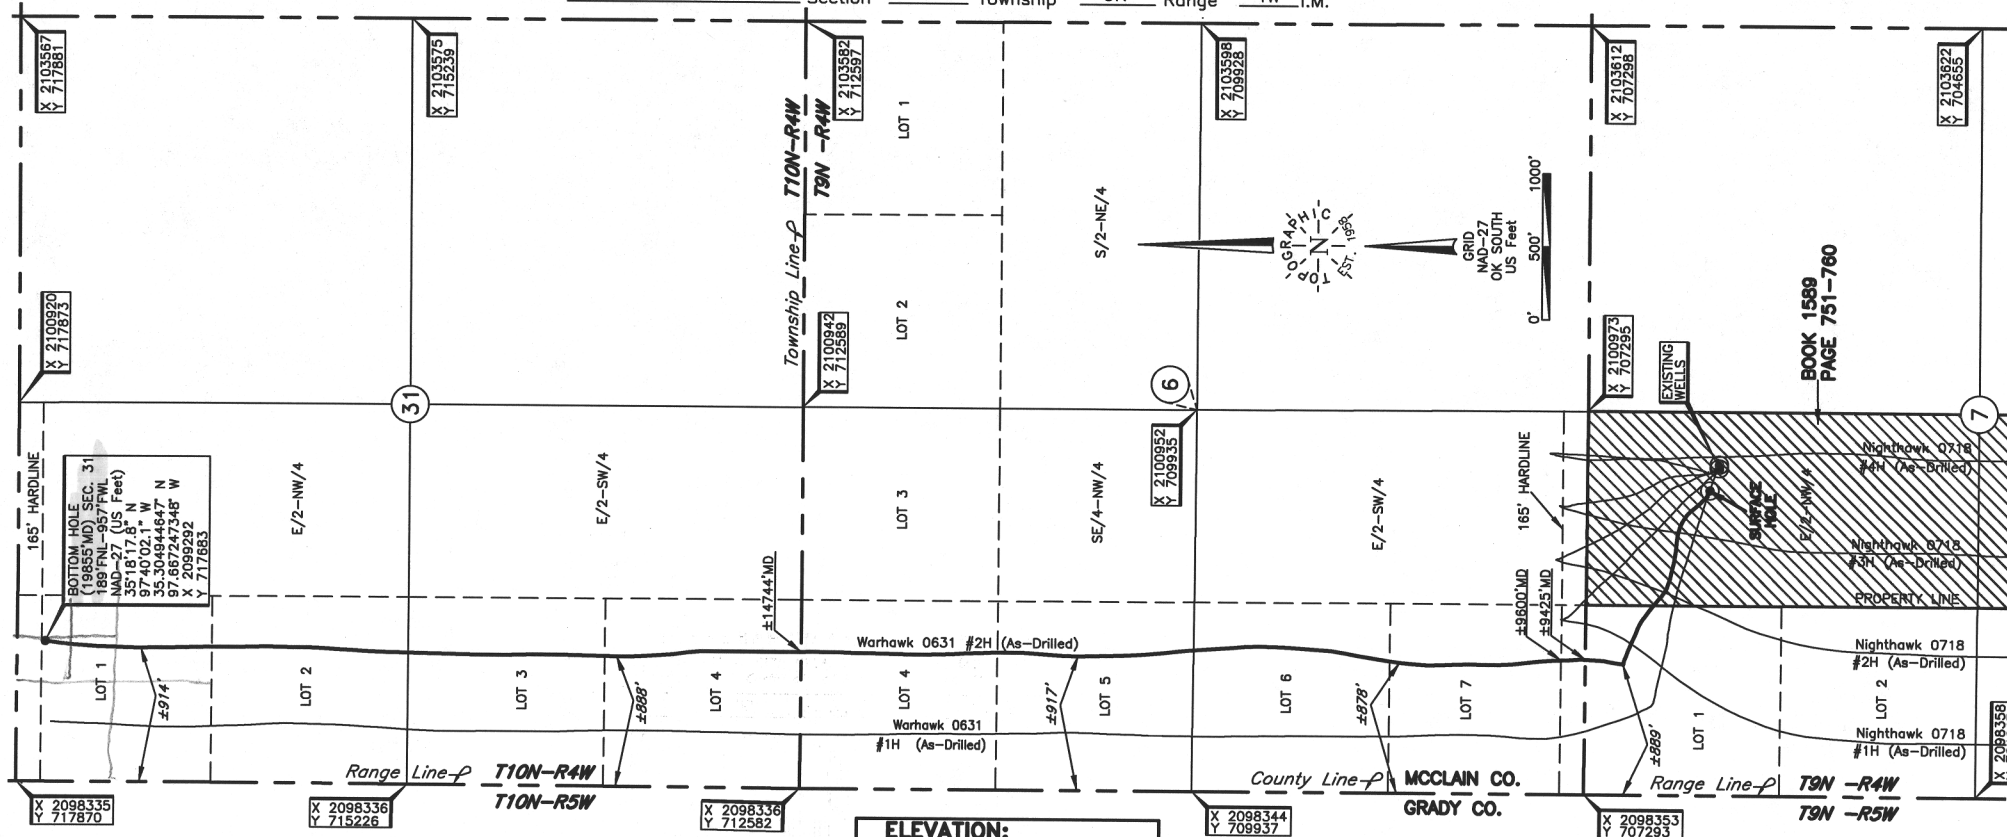 Section Township Range I.M.
X 2103567
Y 717881
X 2103575
Y 715239
X 2103582
Y 712597
X 2103598
Y 709928
X 2103612
Y 707298
X 2103622
Y 704655
T10N-R4W
T9N -R4W
LOT 1
S/2-NE/4
Township Line
LOT 2
TOPOGRAPHIC
N
EST. 1958
GRID
NAD-27
OK SOUTH
US Feet
0' 500' 1000'
BOOK 1589
PAGE 751-760
X 2100920
Y 717873
X 2100942
Y 712589
X 2100952
Y 709935
X 2100973
Y 707295
EXISTING
WELLS
31
6
7
165' HARDLINE
BOTTOM HOLE
(19855'MD) SEC. 31
189'FNL-957'FWL
NAD-27 (US Feet)
35°18'17.8" N
97°40'02.1" W
35.304944647° N
97.667247348° W
X 2099292
Y 717683
E/2-NW/4
E/2-SW/4
LOT 3
SE/4-NW/4
E/2-SW/4
165' HARDLINE
SURFACE
HOLE
E/2-NW/4
Nighthawk 0718
#4H (As-Drilled)
Nighthawk 0718
#3H (As-Drilled)
PROPERTY LINE
±14744'MD
±9600'MD
±9425'MD
Warhawk 0631 #2H (As-Drilled)
Nighthawk 0718
#2H (As-Drilled)
LOT 1
±914'
LOT 2
LOT 3
±888'
LOT 4
LOT 4
±917'
LOT 5
LOT 6
±878'
LOT 7
±889'
LOT 1
LOT 2
Warhawk 0631
#1H (As-Drilled)
Nighthawk 0718
#1H (As-Drilled)
Range Line T10N-R4W
T10N-R5W
County Line MCCLAIN CO.
GRADY CO.
Range Line T9N -R4W
T9N -R5W
X 2098335
Y 717870
X 2098336
Y 715226
X 2098336
Y 712582
X 2098344
Y 709937
X 2098353
Y 707293
X 2098358
ELEVATION: